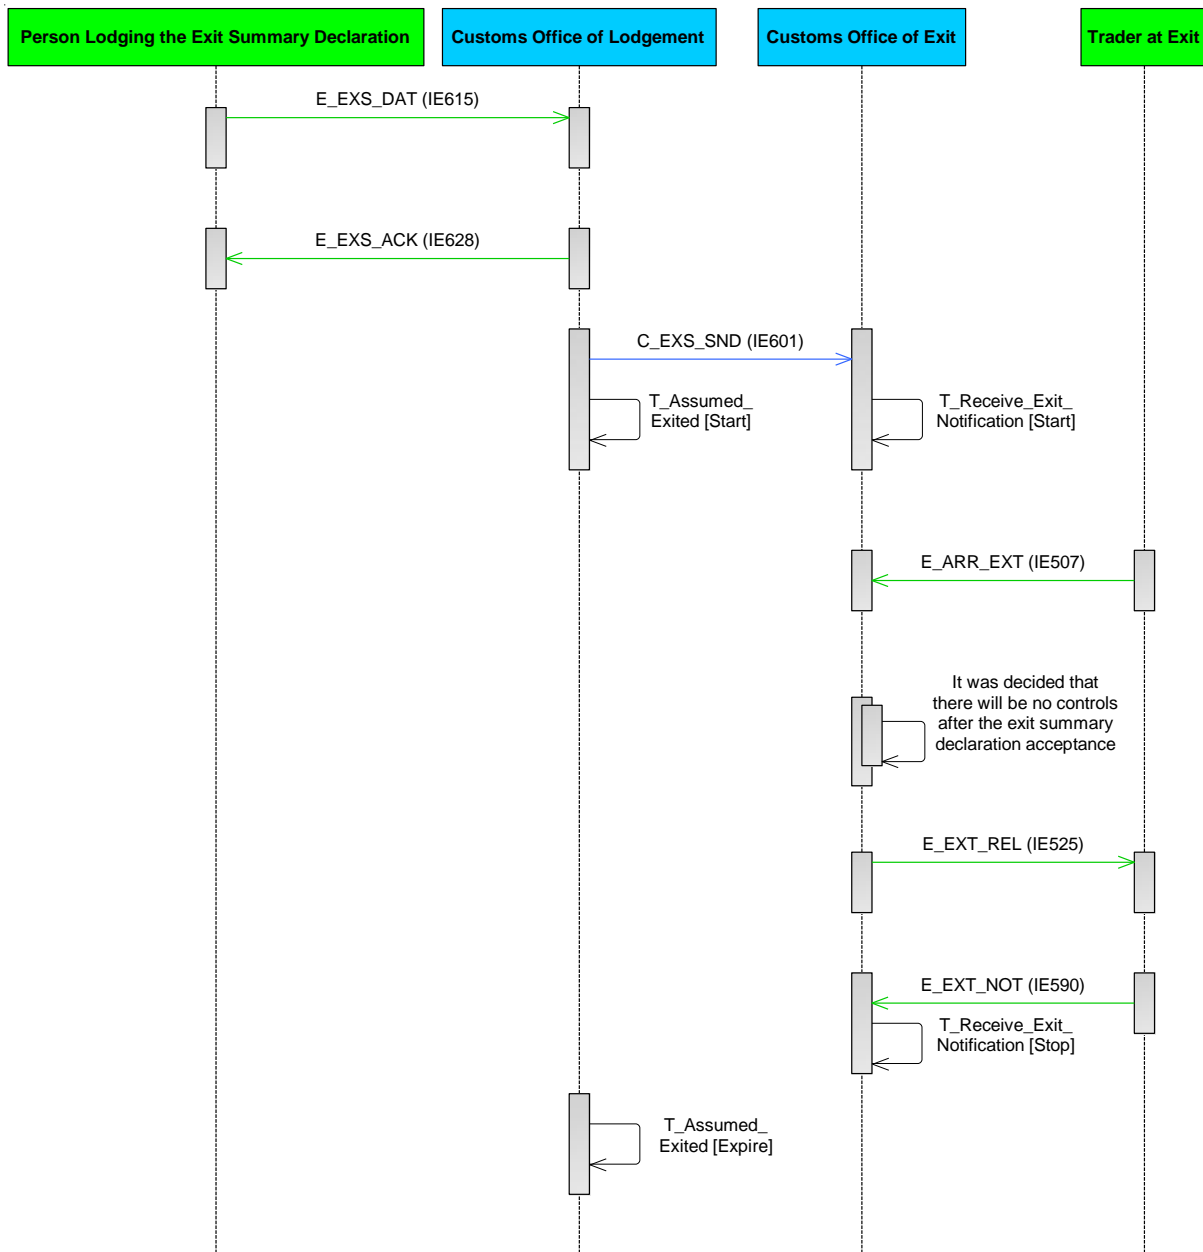 Person Lodging the Exit Summary Declaration
Customs Office of Lodgement
Customs Office of Exit
Trader at Exit
E_EXS_DAT (IE615)
E_EXS_ACK (IE628)
C_EXS_SND (IE601)
T_Assumed_
Exited [Start]
T_Receive_Exit_
Notification [Start]
E_ARR_EXT (IE507)
It was decided that
there will be no controls
after the exit summary
declaration acceptance
E_EXT_REL (IE525)
E_EXT_NOT (IE590)
T_Receive_Exit_
Notification [Stop]
T_Assumed_
Exited [Expire]